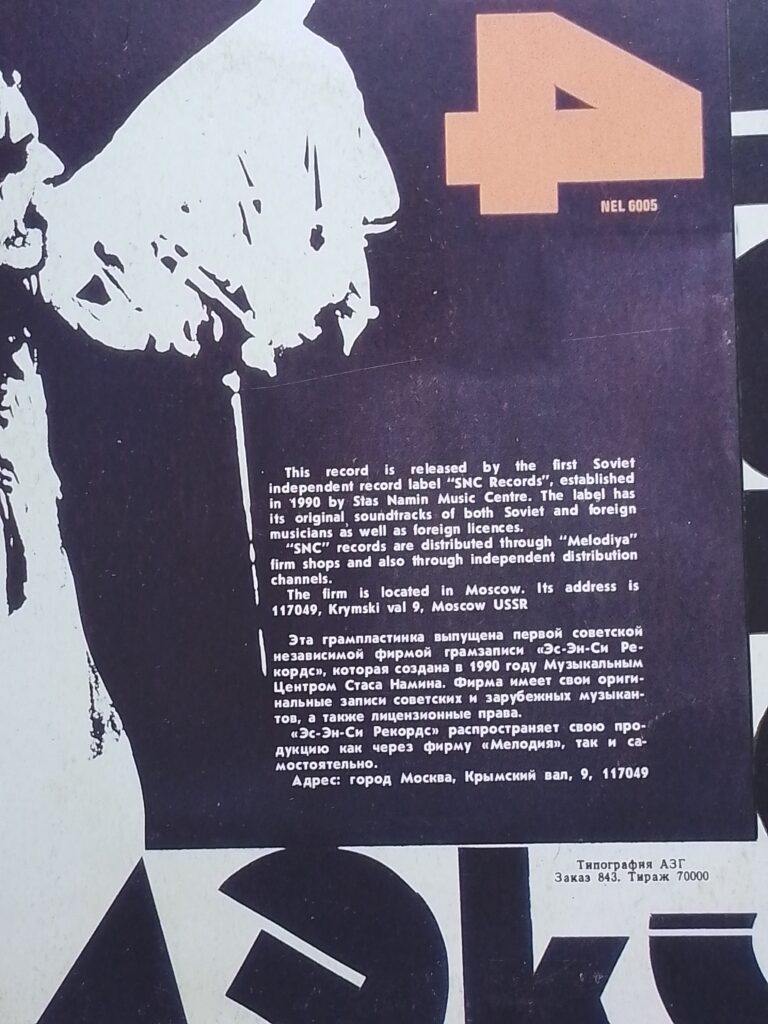 4
NEL 6005
This record is released by the first Soviet
independent record label "SNC Records", established
in 1990 by Stas Namin Music Centre. The label has
its original soundtracks of both Soviet and foreign
musicians as well as foreign licences.
"SNC" records are distributed through "Melodiya"
firm shops and also through independent distribution
channels.
The firm is located in Moscow. Its address is
117049, Krymski val 9, Moscow USSR
Эта грампластинка выпущена первой советской
независимой фирмой грамзаписи «Эс-Эн-Си Ре-
кордс», которая создана в 1990 году Музыкальным
Центром Стаса Намина. Фирма имеет свои ориги-
нальные записи советских и зарубежных музыкан-
тов, а также лицензионные права.
«Эс-Эн-Си Рекордс» распространяет свою про-
дукцию как через фирму «Мелодия», так и са-
мостоятельно.
Адрес: город Москва, Крымский вал, 9, 117049
Типография АЗГ
Заказ 843. Тираж 70000